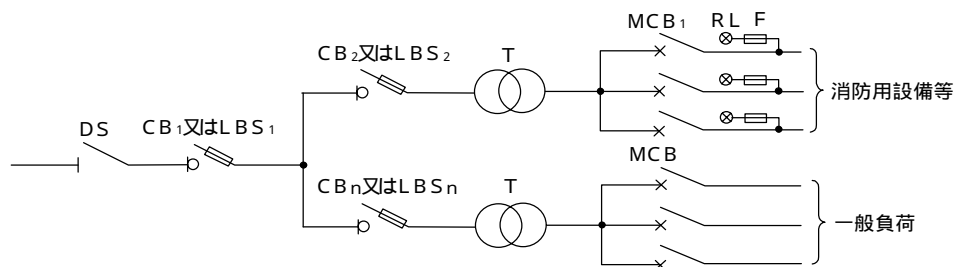 MCB₁ RL F
CB₂又はLBS₂ T
消防用設備等
DS CB₁又はLBS₁
MCB
CBn又はLBSn T
一般負荷